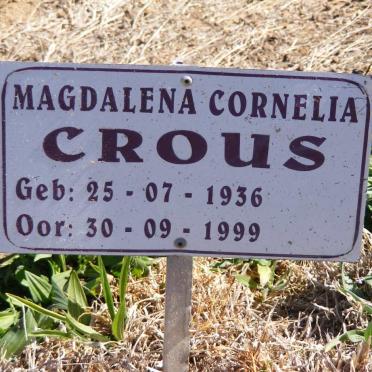 MAGDALENA CORNELIA
CROUS
Geb: 25 - 07 - 1936
Oor: 30 - 09 - 1999